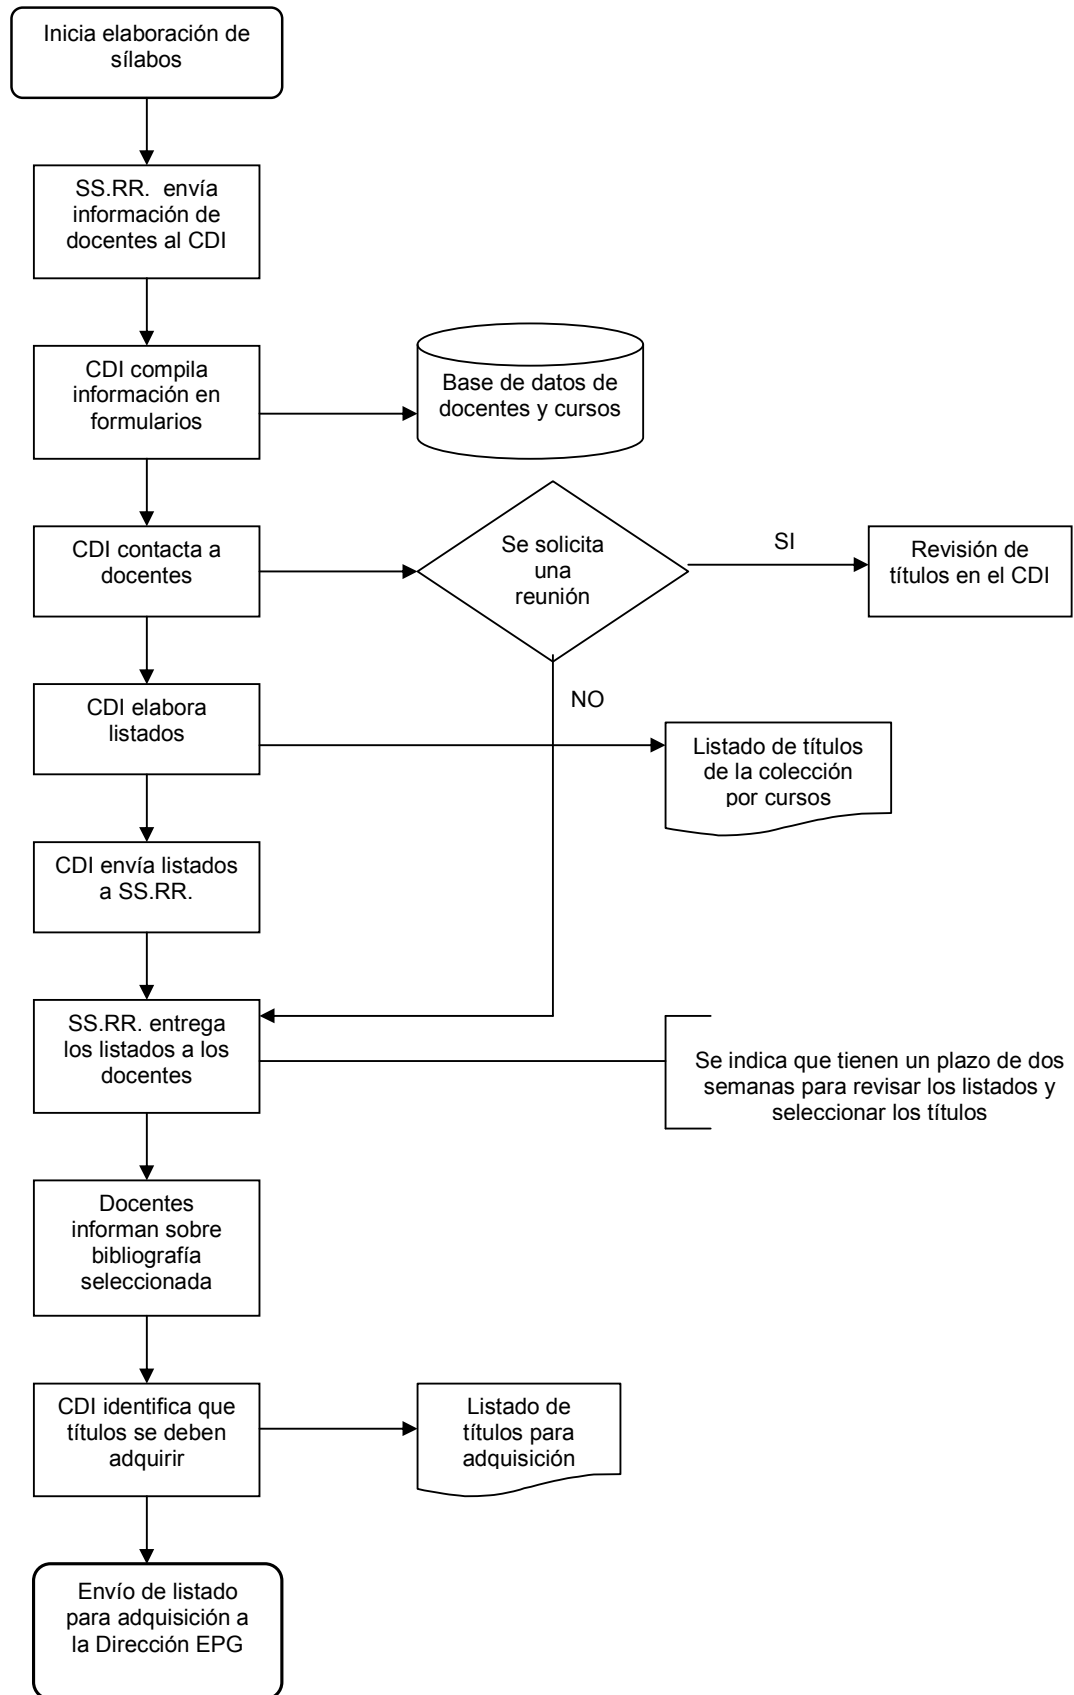 Inicia elaboración de
sílabos
SS.RR. envía
información de
docentes al CDI
CDI compila
información en
formularios
Base de datos de
docentes y cursos
CDI contacta a
docentes
Se solicita
una
reunión
SI
Revisión de
títulos en el CDI
NO
CDI elabora
listados
Listado de títulos
de la colección
por cursos
CDI envía listados
a SS.RR.
SS.RR. entrega
los listados a los
docentes
Se indica que tienen un plazo de dos
semanas para revisar los listados y
seleccionar los títulos
Docentes
informan sobre
bibliografía
seleccionada
CDI identifica que
títulos se deben
adquirir
Listado de
títulos para
adquisición
Envío de listado
para adquisición a
la Dirección EPG